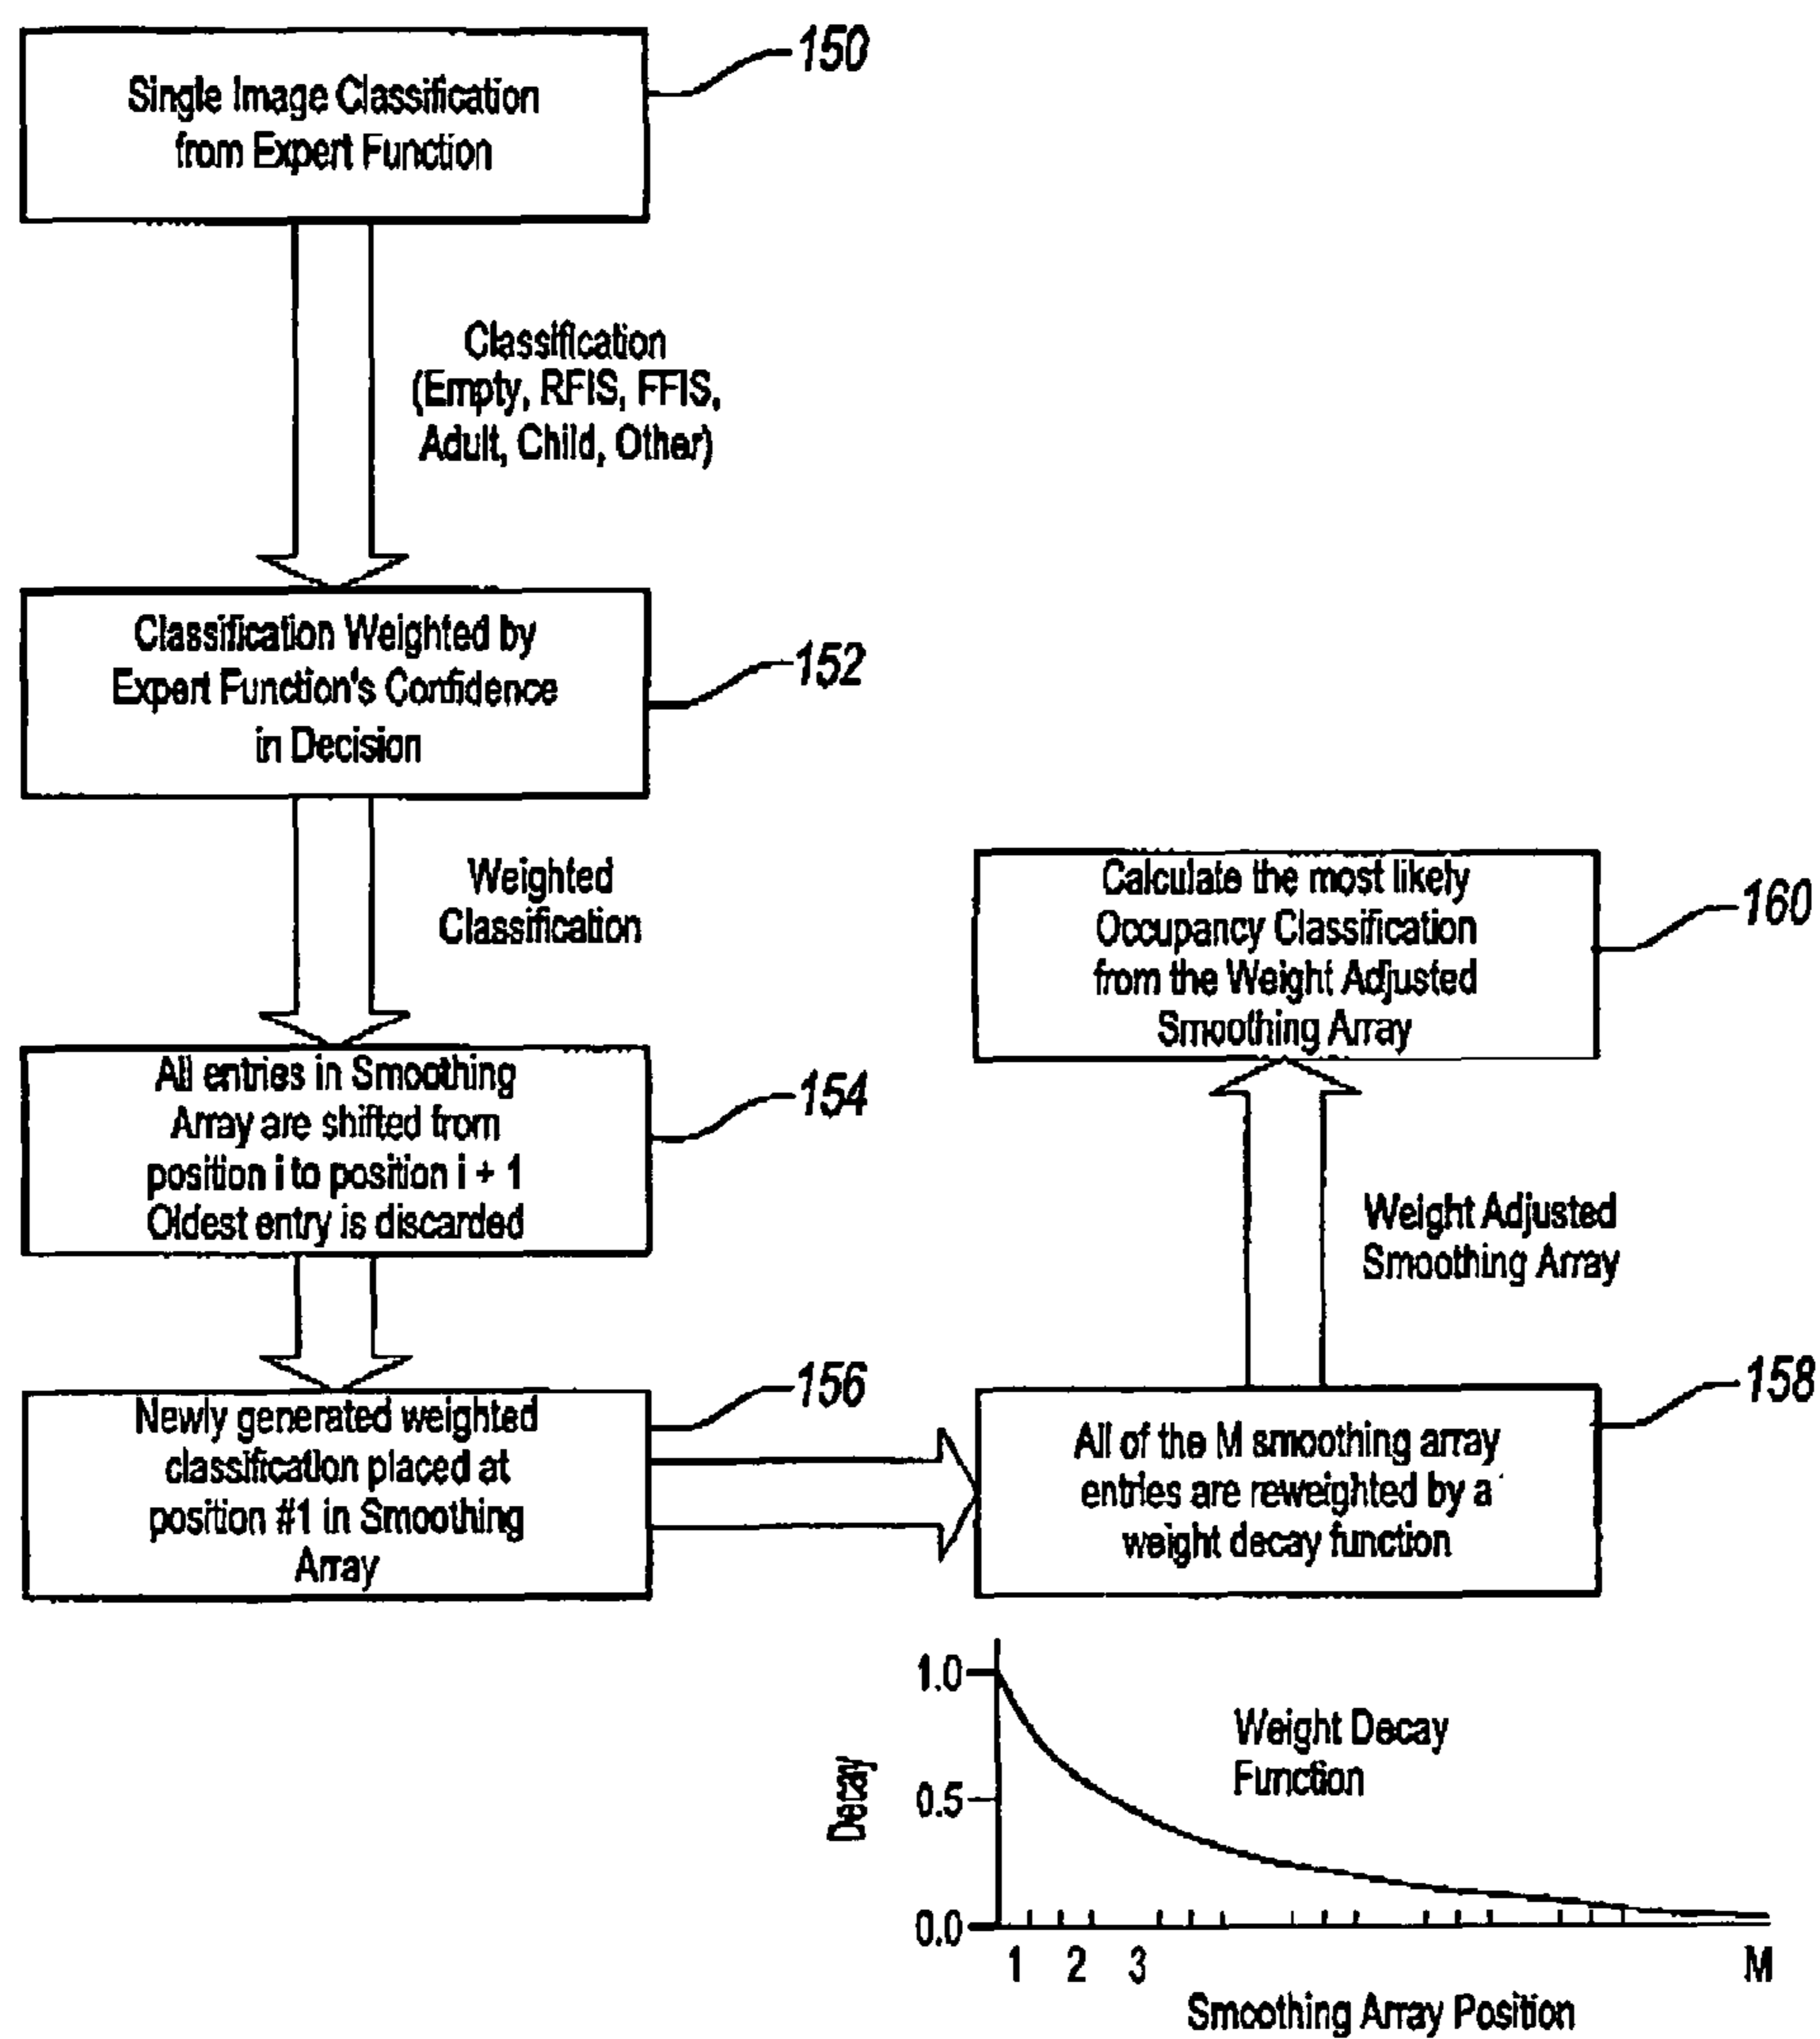 Single Image Classification
from Expert Function
150
Classification
(Empty, RFIS, FFIS,
Adult, Child, Other)
Classification Weighted by
Expert Function's Confidence
in Decision
152
Weighted
Classification
All entries in Smoothing
Array are shifted from
position i to position i + 1
Oldest entry is discarded
154
Newly generated weighted
classification placed at
position #1 in Smoothing
Array
156
All of the M smoothing array
entries are reweighted by a
weight decay function
158
Weight Adjusted
Smoothing Array
Calculate the most likely
Occupancy Classification
from the Weight Adjusted
Smoothing Array
160
Weight Decay
Function
Decay
1.0
0.5
0.0
1 2 3 M
Smoothing Array Position